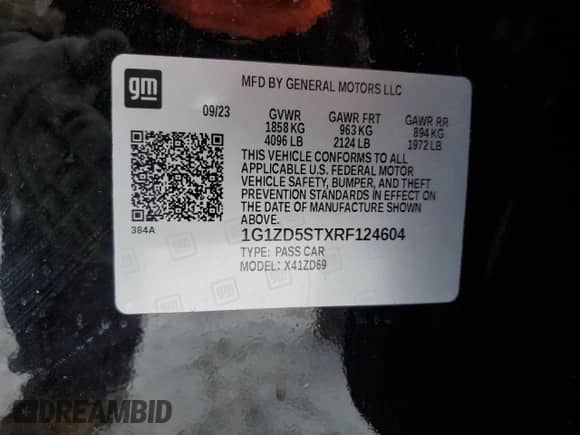 gm
MFD BY GENERAL MOTORS LLC
09/23 GVWR GAWR FRT GAWR RR
1858 KG 963 KG 894 KG
4096 LB 2124 LB 1972 LB
THIS VEHICLE CONFORMS TO ALL
APPLICABLE U.S. FEDERAL MOTOR
VEHICLE SAFETY, BUMPER, AND THEFT
PREVENTION STANDARDS IN EFFECT ON
THE DATE OF MANUFACTURE SHOWN
ABOVE.
384A
1G1ZD5STXRF124604
TYPE: PASS CAR
MODEL: X41ZD69
DREAMBID